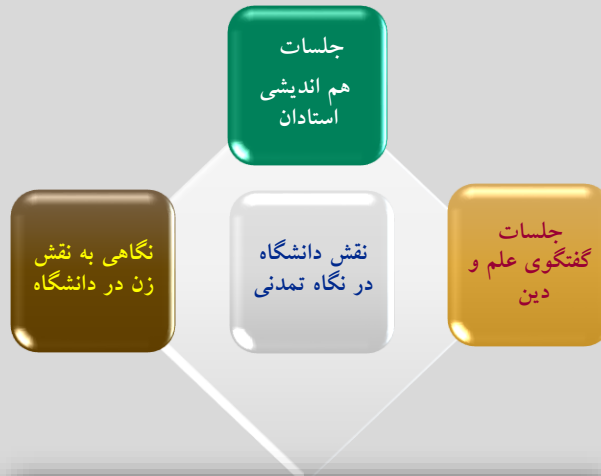 جلسات
هم اندیشی
استادان
جلسات
گفتگوی علم و
دین
نقش دانشگاه
در نگاه تمدنی
نگاهی به نقش
زن در دانشگاه